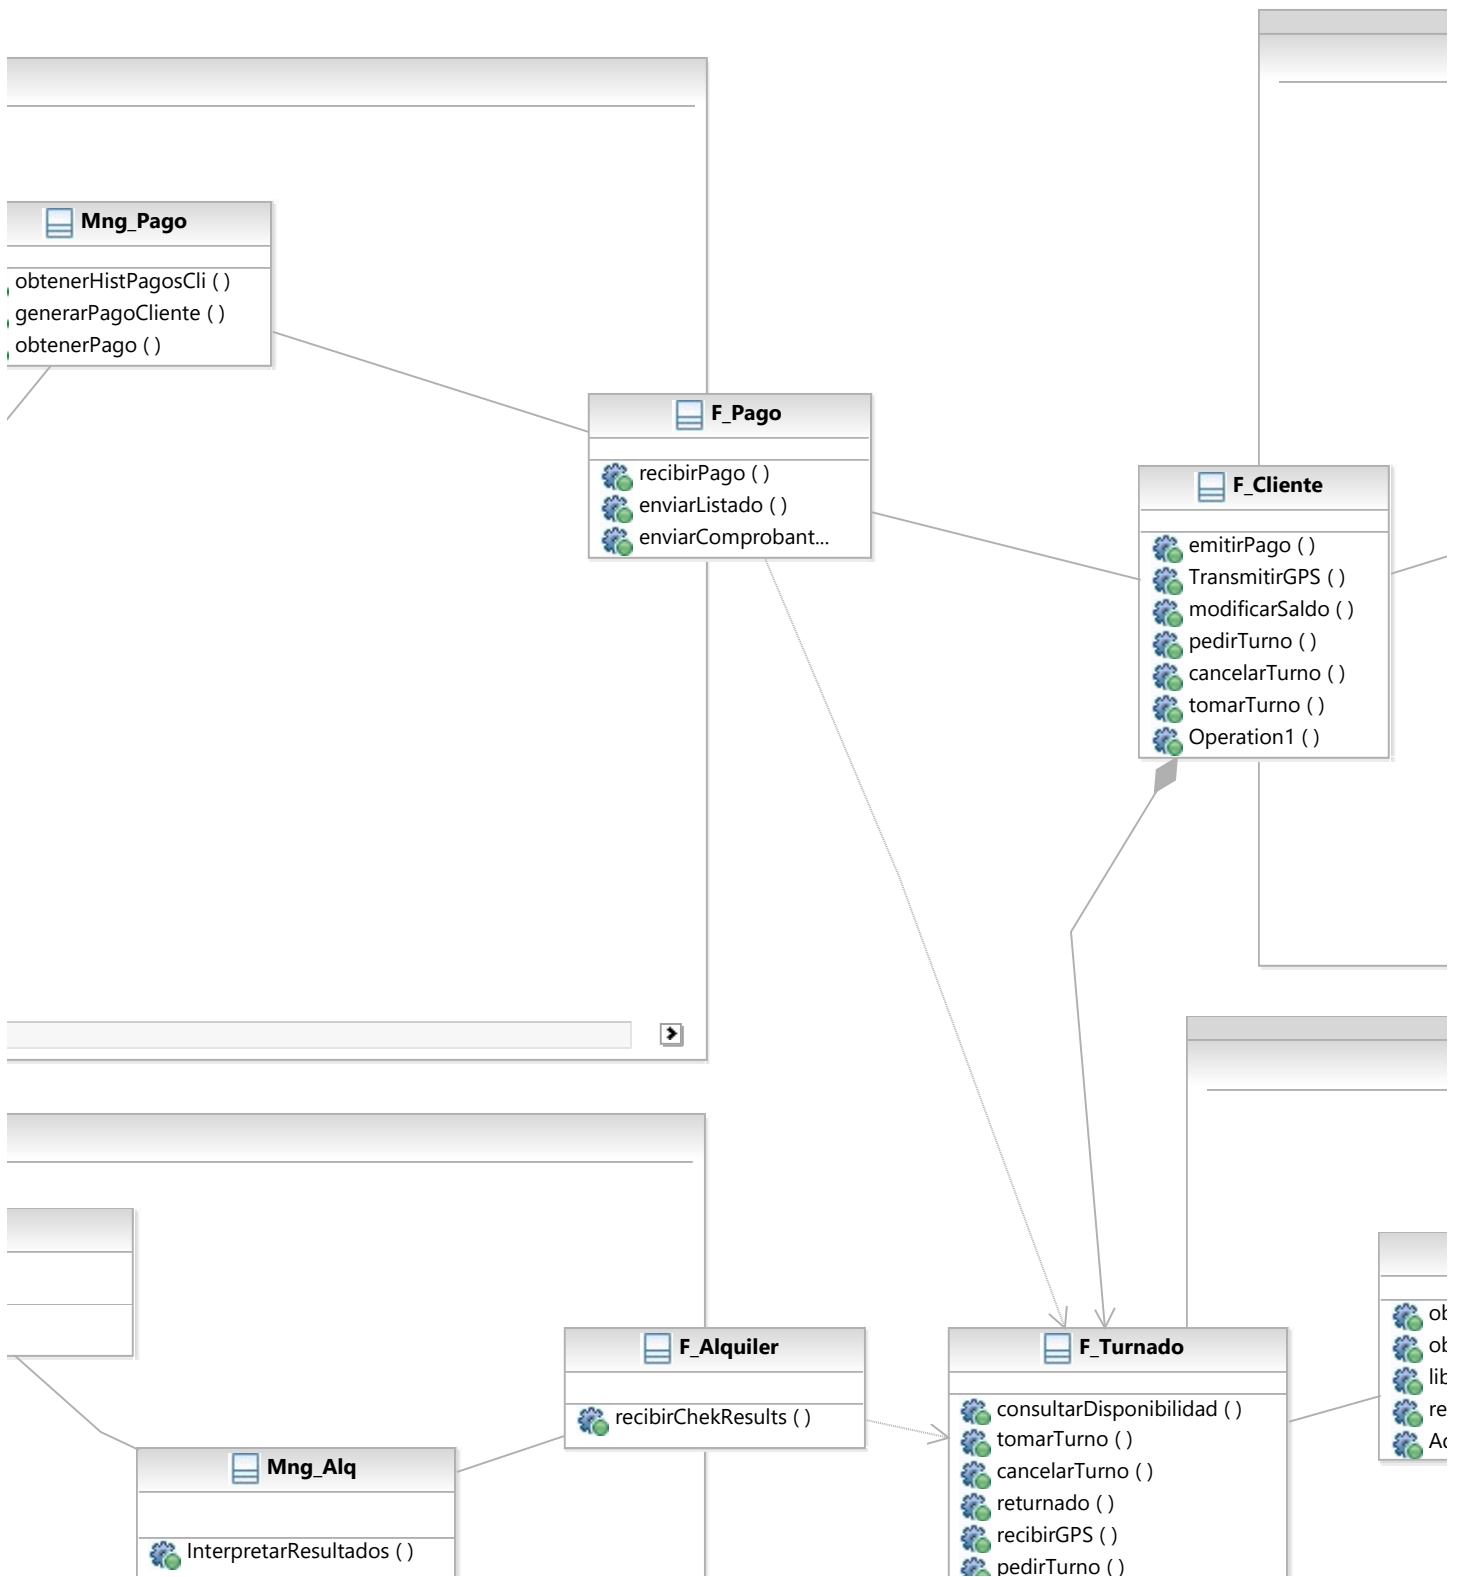 Mng_Pago
obtenerHistPagosCli ( )
generarPagoCliente ( )
obtenerPago ( )
F_Pago
recibirPago ( )
enviarListado ( )
enviarComprobant...
F_Cliente
emitirPago ( )
TransmitirGPS ( )
modificarSaldo ( )
pedirTurno ( )
cancelarTurno ( )
tomarTurno ( )
Operation1 ( )
F_Alquiler
recibirChekResults ( )
Mng_Alq
InterpretarResultados ( )
F_Turnado
consultarDisponibilidad ( )
tomarTurno ( )
cancelarTurno ( )
returnado ( )
recibirGPS ( )
pedirTurno ( )